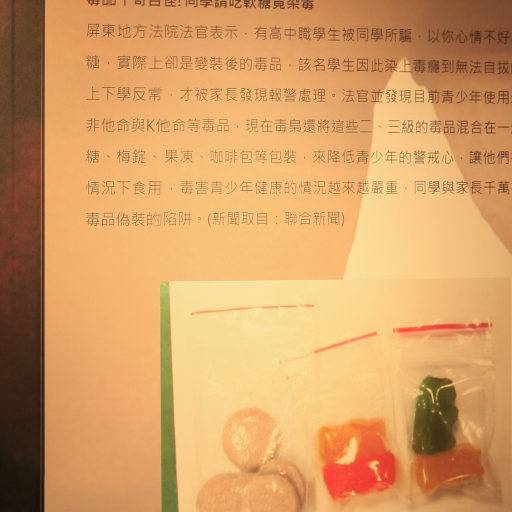 毒品千奇百怪!同學請吃軟糖竟染毒
屏東地方法院法官表示，有高中職學生被同學所騙，以你心情不好
糖，實際上卻是變裝後的毒品，該名學生因此染上毒癮到無法自拔
上下學反常，才被家長發現報警處理。法官並發現目前青少年使用
非他命與K他命等毒品，現在毒梟還將這些二、三級的毒品混合在一
糖、梅錠、果凍、咖啡包等包裝，來降低青少年的警戒心，讓他們
情況下食用，毒害青少年健康的情況越來越嚴重，同學與家長千萬
毒品偽裝的陷阱。(新聞取自：聯合新聞)